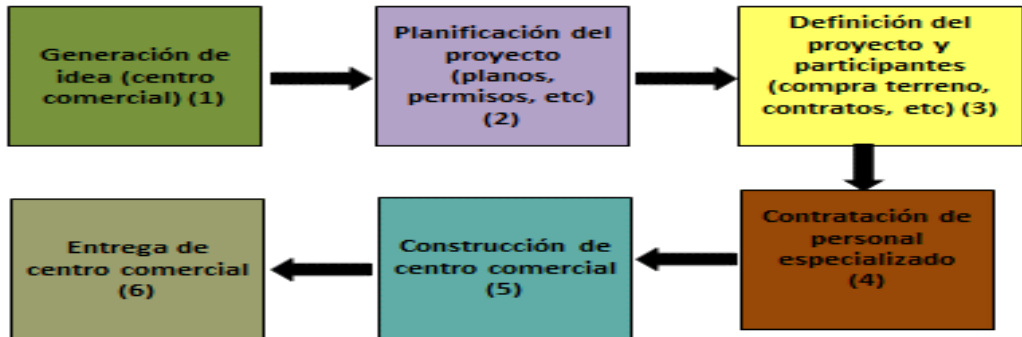 Generación de
idea (centro
comercial) (1)
Planificación del
proyecto
(planos,
permisos, etc)
(2)
Definición del
proyecto y
participantes
(compra terreno,
contratos, etc) (3)
Contratación de
personal
especializado
(4)
Construcción de
centro comercial
(5)
Entrega de
centro comercial
(6)